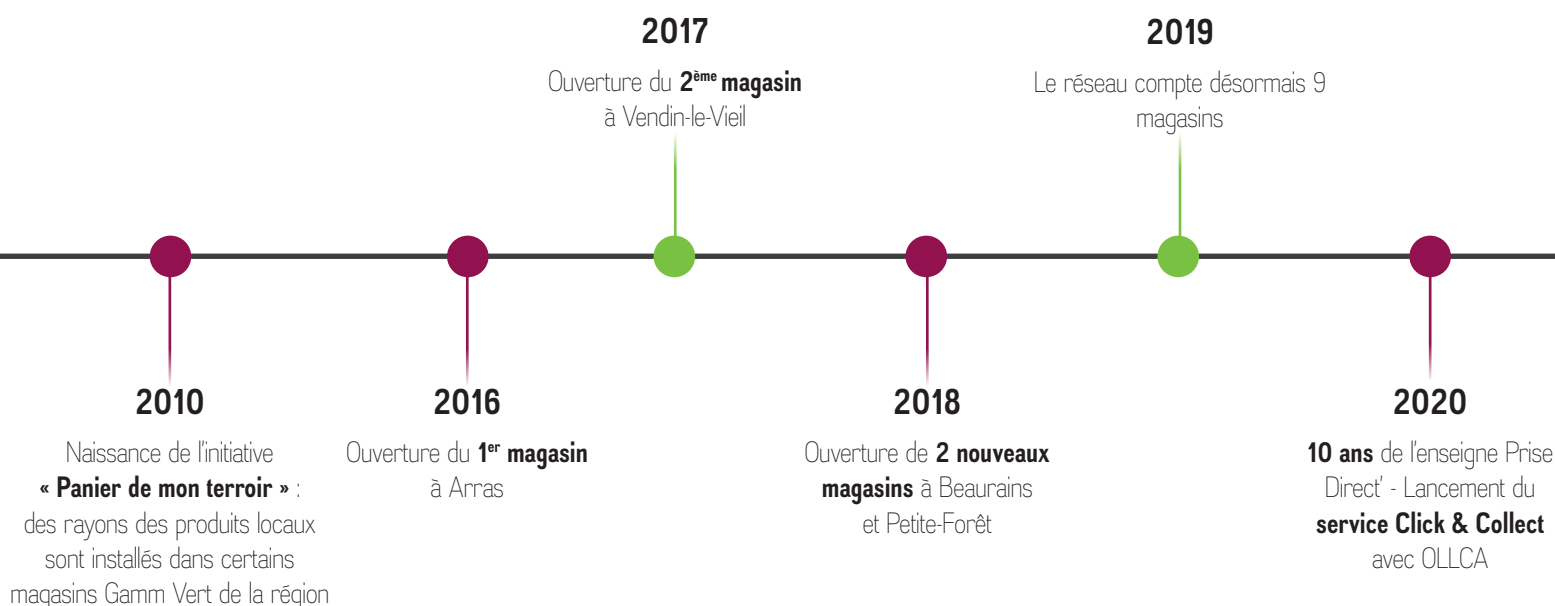 2010
Naissance de l'initiative
« Panier de mon terroir » :
des rayons des produits locaux
sont installés dans certains
magasins Gamm Vert de la région
2016
Ouverture du 1er magasin
à Arras
2017
Ouverture du 2ème magasin
à Vendin-le-Vieil
2018
Ouverture de 2 nouveaux
magasins à Beaurains
et Petite-Forêt
2019
Le réseau compte désormais 9
magasins
2020
10 ans de l'enseigne Prise
Direct' - Lancement du
service Click & Collect
avec OLLCA